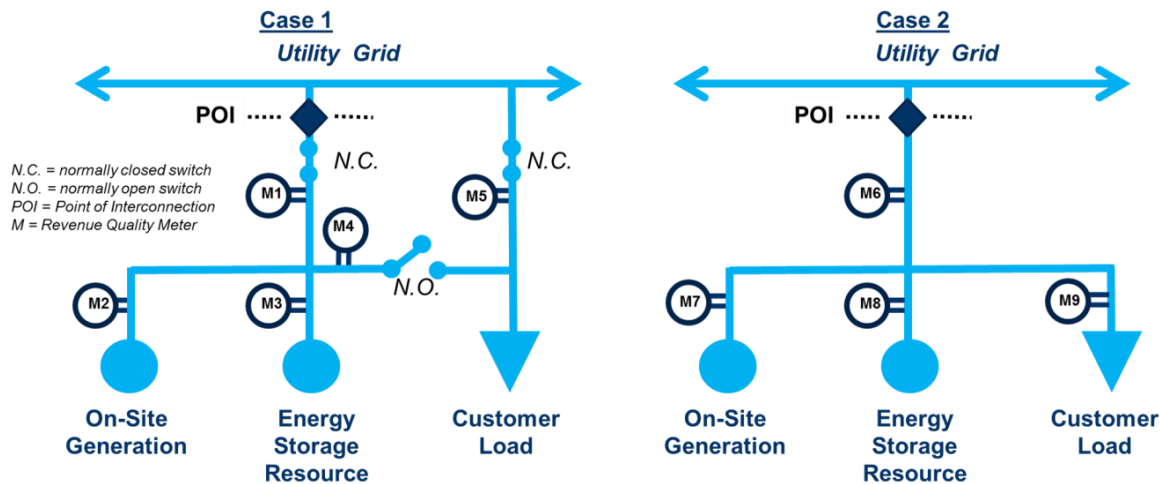 Case 1
Utility Grid
POI
N.C.
N.C.
N.C. = normally closed switch
N.O. = normally open switch
POI = Point of Interconnection
M = Revenue Quality Meter
M1
M5
M4
N.O.
M2
M3
On-Site
Generation
Energy
Storage
Resource
Customer
Load
Case 2
Utility Grid
POI
M6
M7
M8
M9
On-Site
Generation
Energy
Storage
Resource
Customer
Load